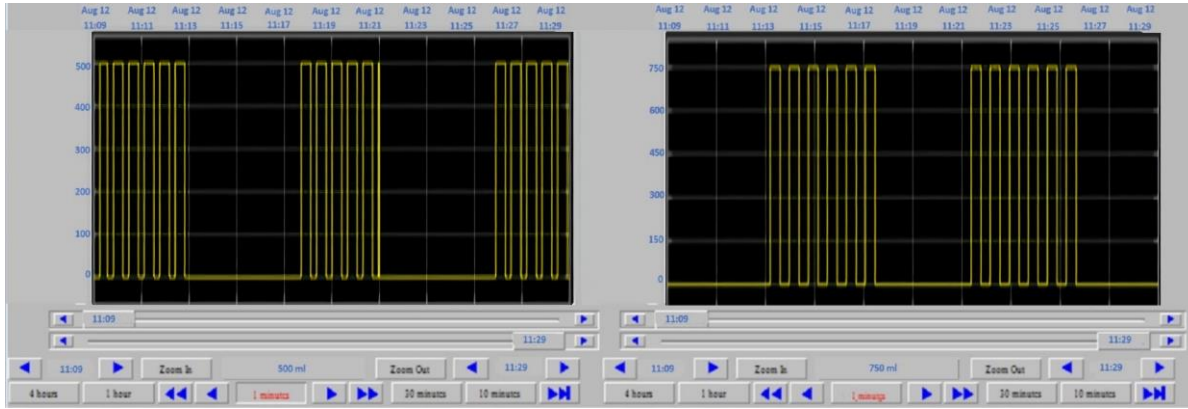 Aug 12 Aug 12 Aug 12 Aug 12 Aug 12 Aug 12 Aug 12 Aug 12 Aug 12 Aug 12
11:09 11:11 11:13 11:15 11:17 11:19 11:21 11:23 11:25 11:27 11:29
500
400
300
200
100
0
11:09
11:29
11:09 Zoom In 500 ml Zoom Out 11:29
4 hours 1 hour 1 minutes 30 minutes 10 minutes
Aug 12 Aug 12 Aug 12 Aug 12 Aug 12 Aug 12 Aug 12 Aug 12 Aug 12 Aug 12 Aug 12
11:09 11:11 11:13 11:15 11:17 11:19 11:21 11:23 11:25 11:27 11:29
750
600
450
300
150
0
11:09
11:29
11:09 Zoom In 750 ml Zoom Out 11:29
4 hours 1 hour 1 minutes 30 minutes 10 minutes